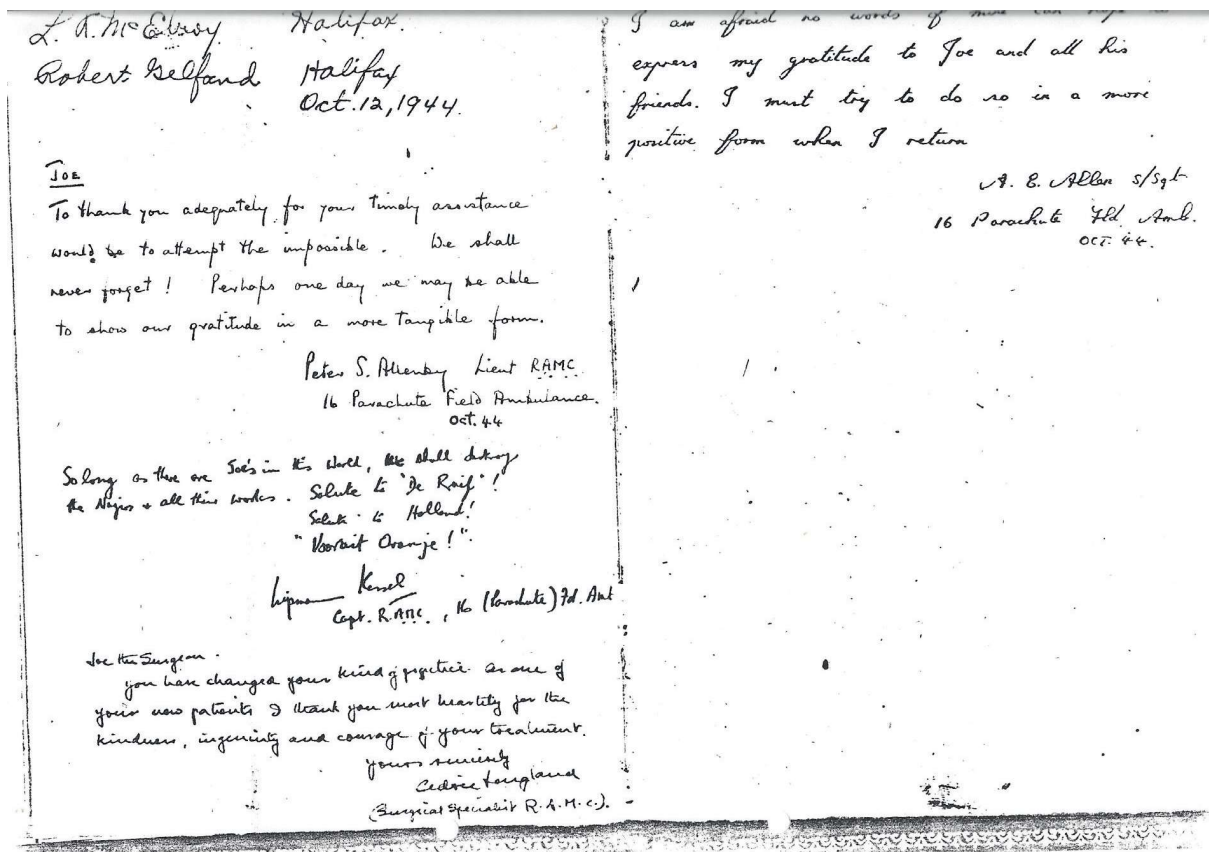 L. A. McElroy Halifax.
Robert Gelfand Halifax
Oct. 12, 1944.
JOE
To thank you adequately for your timely assistance
would be to attempt the impossible. We shall
never forget! Perhaps one day we may be able
to show our gratitude in a more tangible form.
Peter S. Allenby Lieut RAMC
16 Parachute Field Ambulance.
Oct. 44
So long as there are Joe's in this World, we shall destroy
the Nazis & all their works. Salute to "De !
Salute to Holland!
" Oranje!".
Lipmann Kessel
Capt. R.AMC., 16 (Parachute) Fd. Amb
Joe the Surgeon.
you have changed your kind of practice. As one of
your new patients I thank you most heartily for the
kindness, ingenuity and courage of your treatment.
yours sincerely
Cedric Longland
(Surgical Specialist R.A.M.C.).
I am afraid no words of mine can hope to
express my gratitude to Joe and all his
friends. I must try to do so in a more
positive form when I return
A. E. Allen S/Sgt
16 Parachute Fld Amb.
OCT. 44.